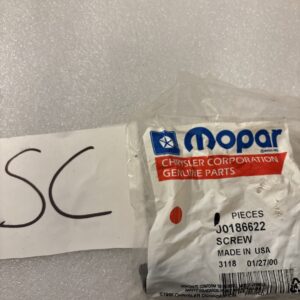 SC
Mopar
CHRYSLER CORPORATION
GENUINE PARTS
PIECES
J0186622
SCREW
MADE IN USA
3118 01/27/00